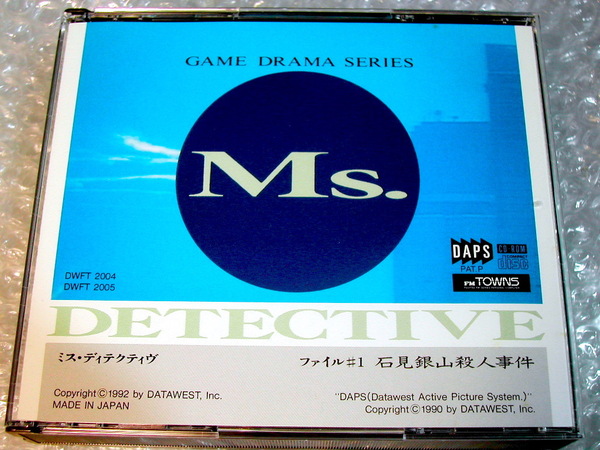 GAME DRAMA SERIES
Ms.
DAPS
PAT.P
CD-ROM
COMPACT
disc
FM TOWNS
DWFT 2004
DWFT 2005
DETECTIVE
ミス・ディテクティヴ
ファイル#1 石見銀山殺人事件
Copyright©1992 by DATAWEST, Inc.
MADE IN JAPAN
"DAPS(Datawest Active Picture System.)"
Copyright©1990 by DATAWEST, Inc.